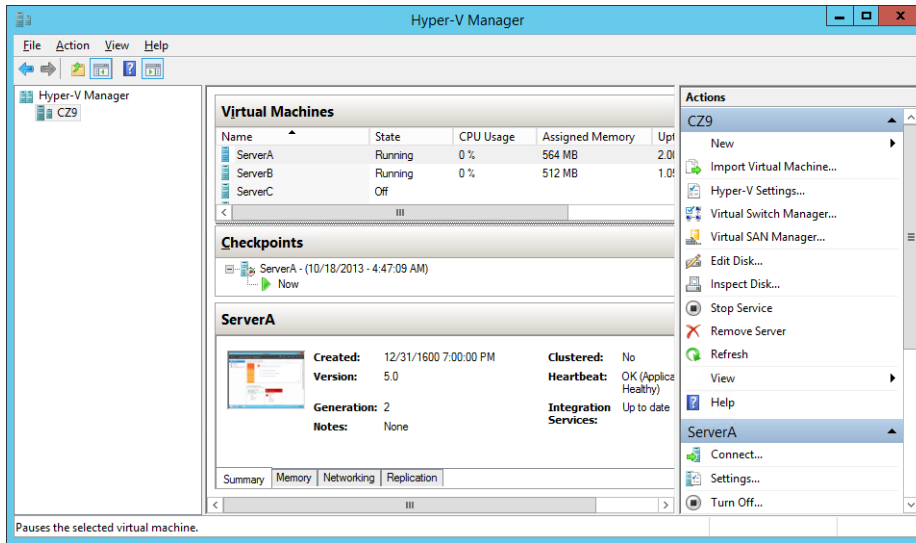 Hyper-V Manager
File Action View Help
Hyper-V Manager
CZ9
Virtual Machines
Name State CPU Usage Assigned Memory Upt
ServerA Running 0 % 564 MB 2.00
ServerB Running 0 % 512 MB 1.05
ServerC Off
Checkpoints
ServerA - (10/18/2013 - 4:47:09 AM)
Now
ServerA
Created: 12/31/1600 7:00:00 PM Clustered: No
Version: 5.0 Heartbeat: OK (Applica
Healthy)
Generation: 2 Integration Up to date
Services:
Notes: None
Summary Memory Networking Replication
Actions
CZ9
New
Import Virtual Machine...
Hyper-V Settings...
Virtual Switch Manager...
Virtual SAN Manager...
Edit Disk...
Inspect Disk...
Stop Service
Remove Server
Refresh
View
Help
ServerA
Connect...
Settings...
Turn Off...
Pauses the selected virtual machine.